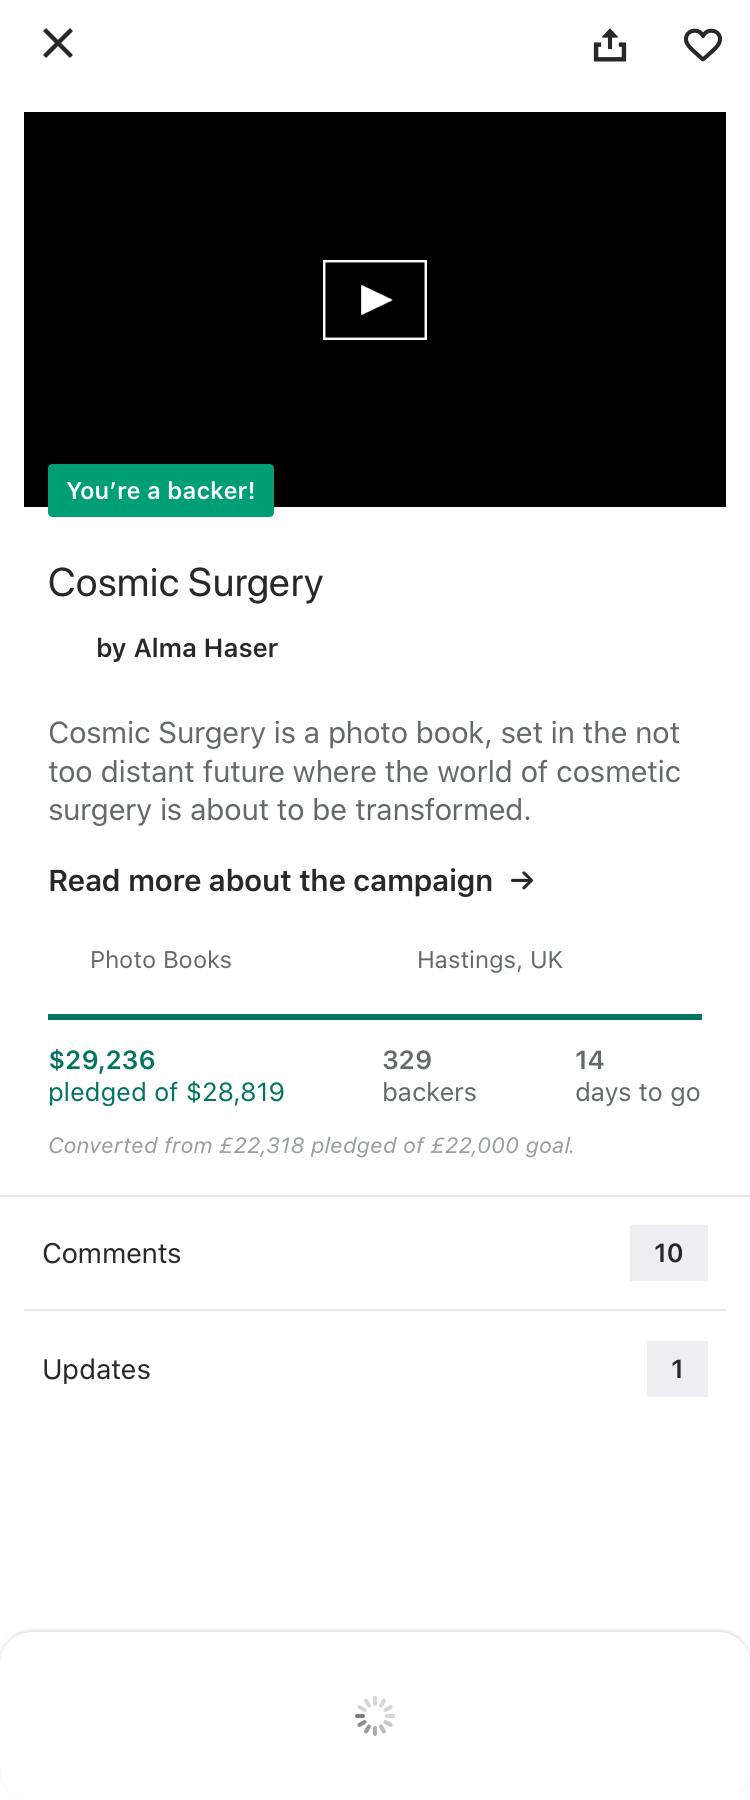 You’re a backer!
Cosmic Surgery
by Alma Haser
Cosmic Surgery is a photo book, set in the not
too distant future where the world of cosmetic
surgery is about to be transformed.
Read more about the campaign →
Photo Books
Hastings, UK
$29,236
pledged of $28,819
329
backers
14
days to go
Converted from £22,318 pledged of £22,000 goal.
Comments
10
Updates
1